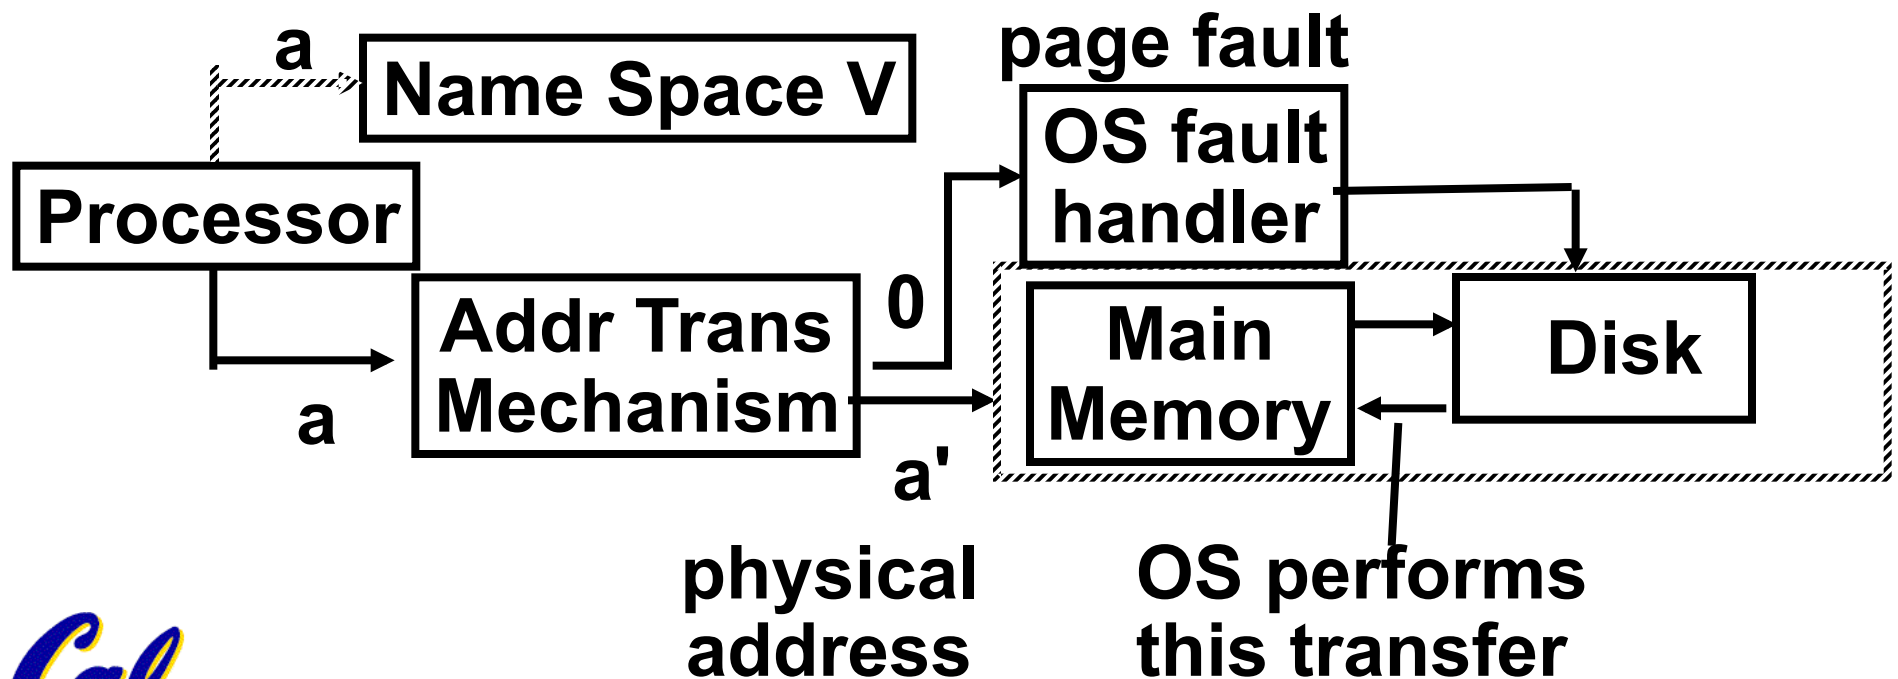 a
Name Space V
page fault
OS fault
handler
Processor
Addr Trans
Mechanism
0
a
a'
Main
Memory
Disk
physical
address
OS performs
this transfer
Cal